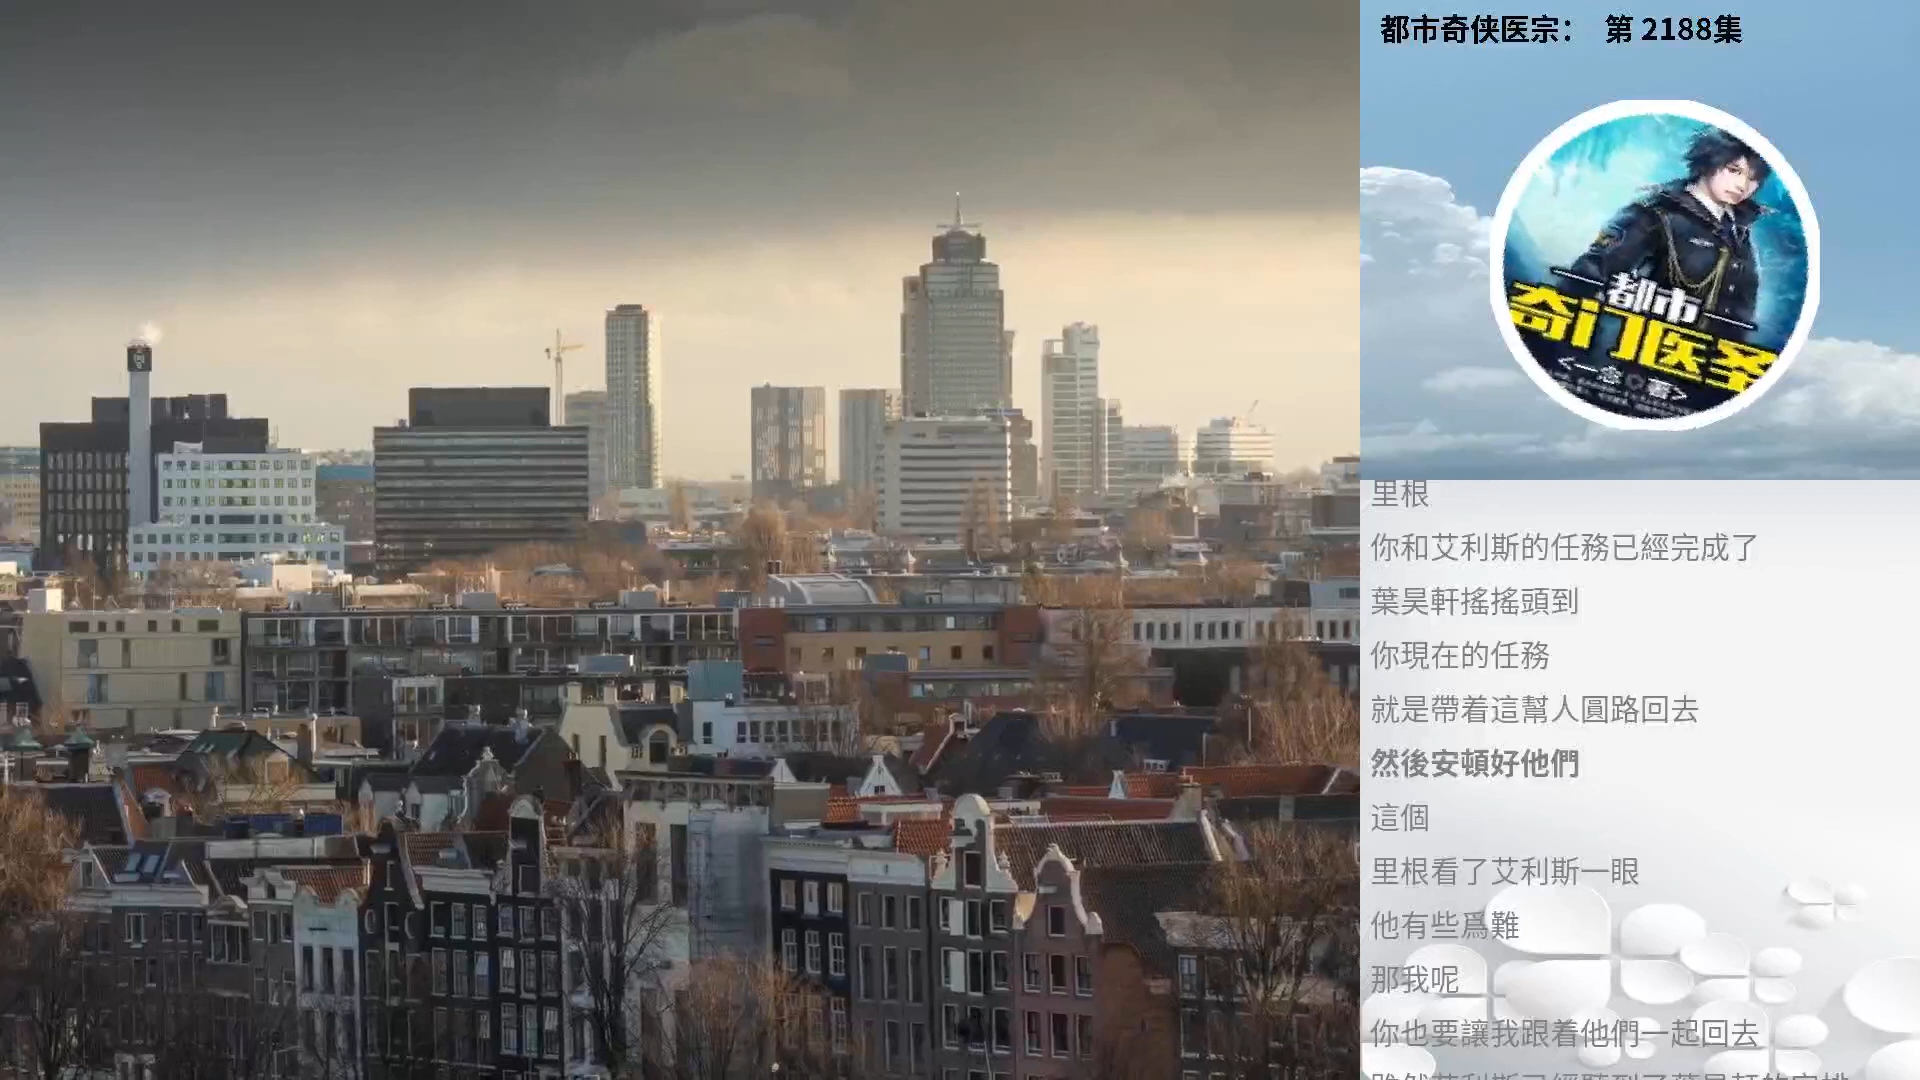 都市奇侠医宗： 第 2188集
都市
奇门医圣
里根
你和艾利斯的任務已經完成了
葉昊軒搖搖頭到
你現在的任務
就是帶着這幫人圓路回去
然後安頓好他們
這個
里根看了艾利斯一眼
他有些爲難
那我呢
你也要讓我跟着他們一起回去